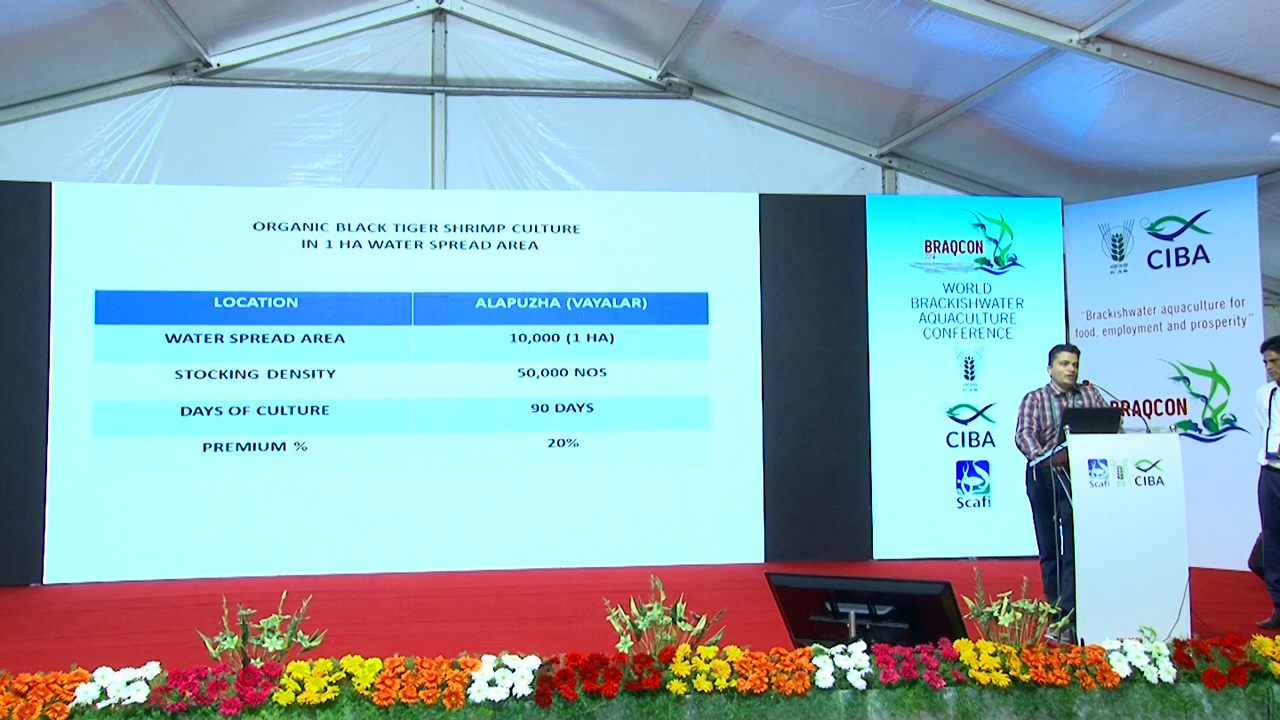 ORGANIC BLACK TIGER SHRIMP CULTURE
IN 1 HA WATER SPREAD AREA
LOCATION ALAPUZHA (VAYALAR)
WATER SPREAD AREA 10,000 (1 HA)
STOCKING DENSITY 50,000 NOS
DAYS OF CULTURE 90 DAYS
PREMIUM % 20%
BRAQCON
WORLD
BRACKISHWATER
AQUACULTURE
CONFERENCE
CIBA
Scafi
CIBA
"Brackishwater aquaculture for
food, employment and prosperity"
BRAQCON
Scafi
CIBA